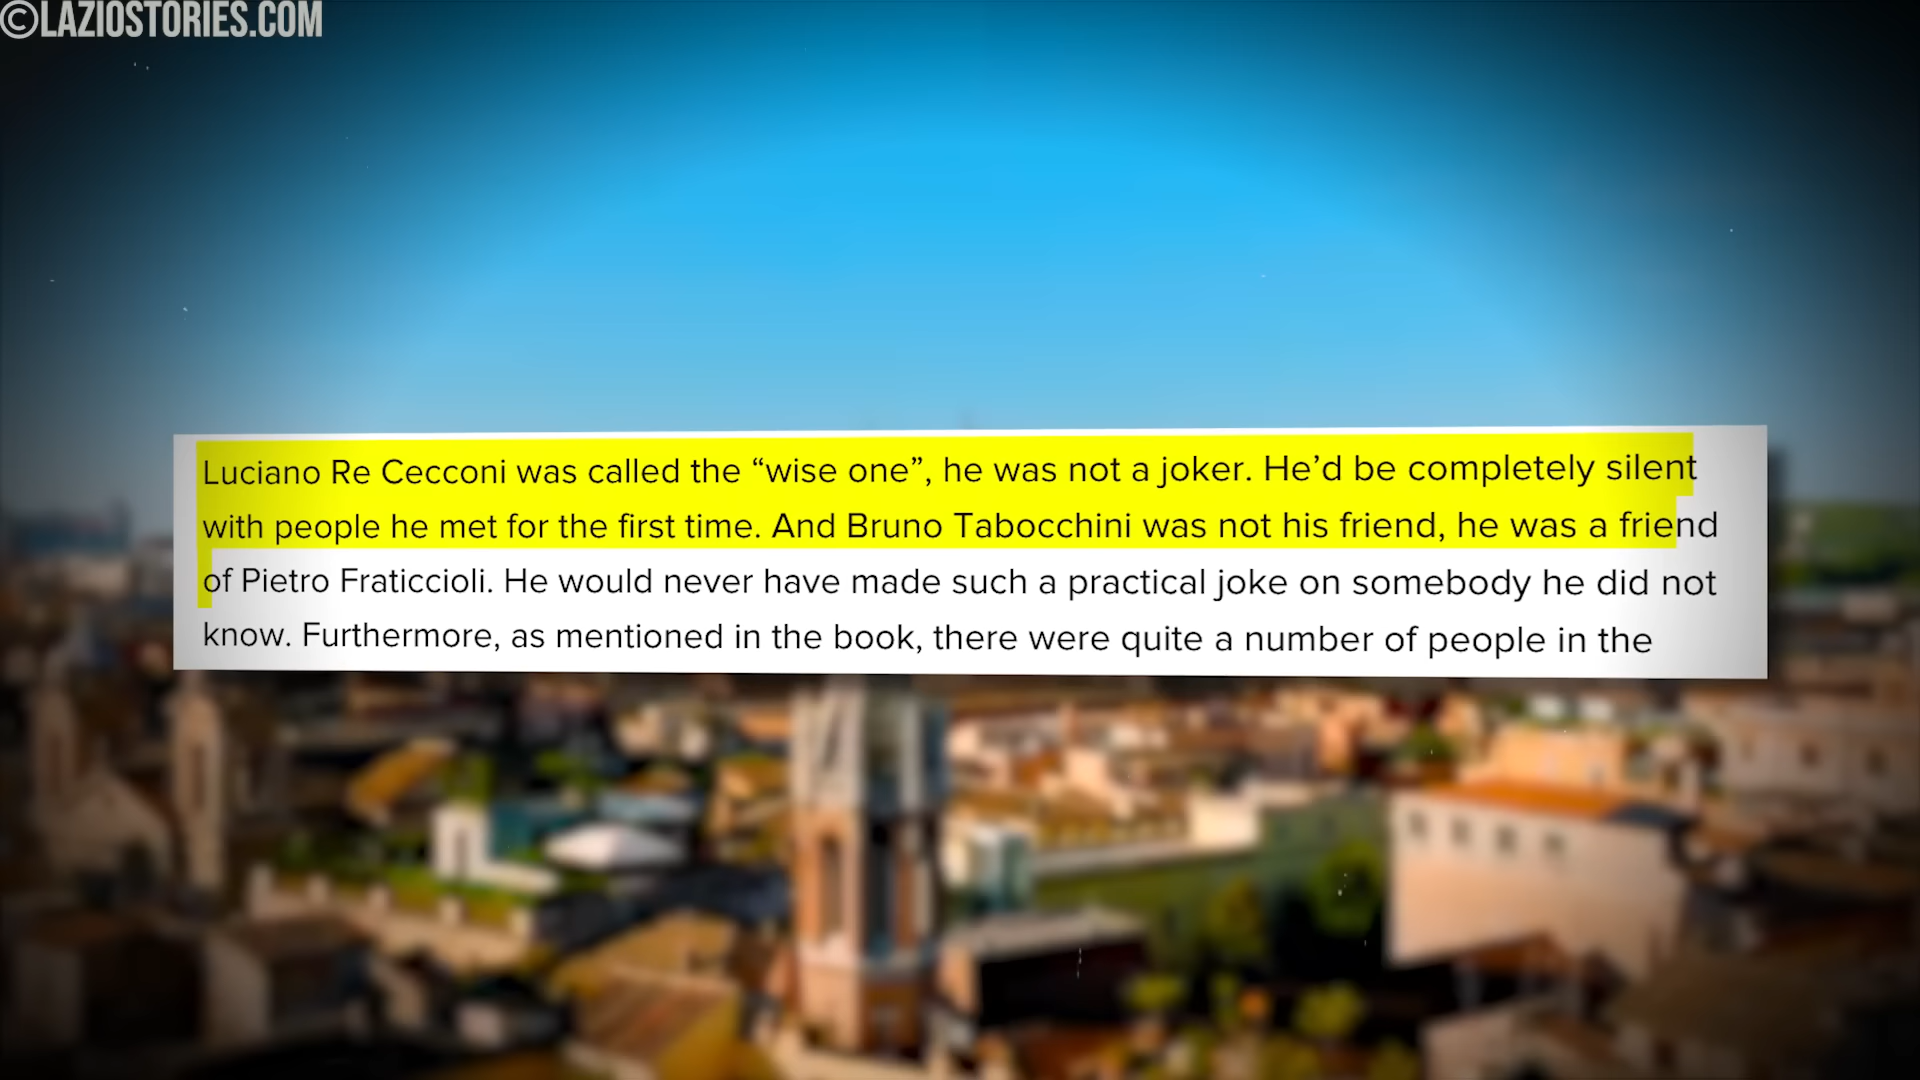 ©LAZIOSTORIES.COM
Luciano Re Cecconi was called the “wise one”, he was not a joker. He’d be completely silent
with people he met for the first time. And Bruno Tabocchini was not his friend, he was a friend
of Pietro Fraticcioli. He would never have made such a practical joke on somebody he did not
know. Furthermore, as mentioned in the book, there were quite a number of people in the